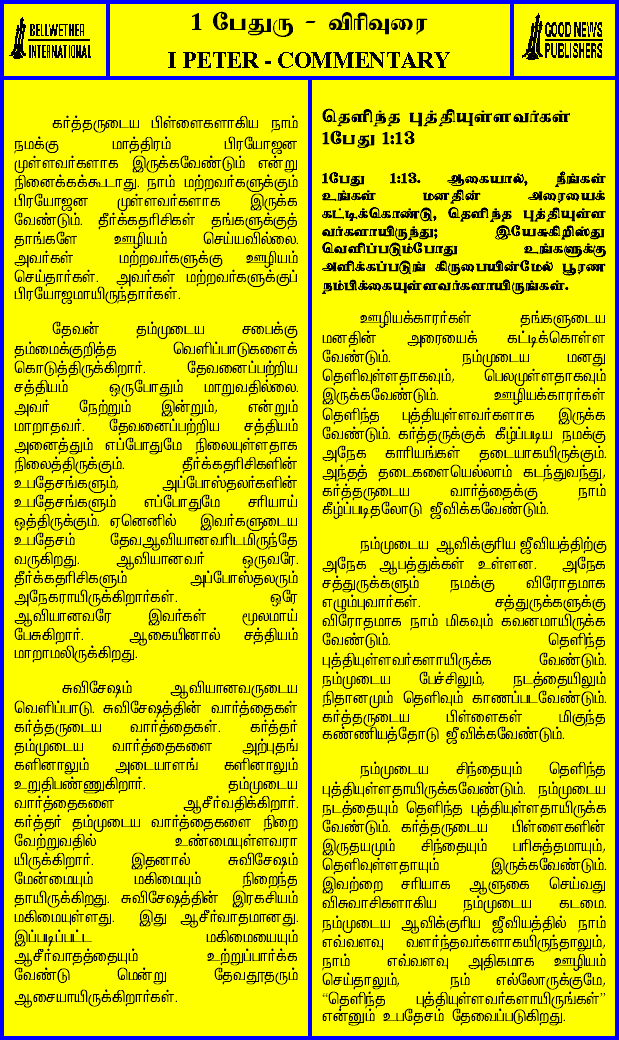 BELLWETHER
INTERNATIONAL
1 பேதுரு - விரிவுரை
I PETER - COMMENTARY
GOOD NEWS
PUBLISHERS
கர்த்தருடைய பிள்ளைகளாகிய நாம்
நமக்கு மாத்திரம் பிரயோஜன
முள்ளவர்களாக இருக்கவேண்டும் என்று
நினைக்கக்கூடாது. நாம் மற்றவர்களுக்கும்
பிரயோஜன முள்ளவர்களாக இருக்க
வேண்டும். தீர்க்கதரிசிகள் தங்களுக்குத்
தாங்களே ஊழியம் செய்யவில்லை.
அவர்கள் மற்றவர்களுக்கு ஊழியம்
செய்தார்கள். அவர்கள் மற்றவர்களுக்குப்
பிரயோஜமாயிருந்தார்கள்.
தேவன் தம்முடைய சபைக்கு
தம்மைக்குறித்த வெளிப்பாடுகளைக்
கொடுத்திருக்கிறார். தேவனைப்பற்றிய
சத்தியம் ஒருபோதும் மாறுவதில்லை.
அவர் நேற்றும் இன்றும், என்றும்
மாறாதவர். தேவனைப்பற்றிய சத்தியம்
அனைத்தும் எப்போதுமே நிலையுள்ளதாக
நிலைத்திருக்கும். தீர்க்கதரிசிகளின்
உபதேசங்களும், அப்போஸ்தலர்களின்
உபதேசங்களும் எப்போதுமே சரியாய்
ஒத்திருக்கும். ஏனெனில் இவர்களுடைய
உபதேசம் தேவஆவியானவரிடமிருந்தே
வருகிறது. ஆவியானவர் ஒருவரே.
தீர்க்கதரிசிகளும் அப்போஸ்தலரும்
அநேகராயிருக்கிறார்கள். ஒரே
ஆவியானவரே இவர்கள் மூலமாய்
பேசுகிறார். ஆகையினால் சத்தியம்
மாறாமலிருக்கிறது.
சுவிசேஷம் ஆவியானவருடைய
வெளிப்பாடு. சுவிசேஷத்தின் வார்த்தைகள்
கர்த்தருடைய வார்த்தைகள். கர்த்தர்
தம்முடைய வார்த்தைகளை அற்புதங்
களினாலும் அடையாளங் களினாலும்
உறுதிபண்ணுகிறார். தம்முடைய
வார்த்தைகளை ஆசீர்வதிக்கிறார்.
கர்த்தர் தம்முடைய வார்த்தைகளை நிறை
வேற்றுவதில் உண்மையுள்ளவரா
யிருக்கிறார். இதனால் சுவிசேஷம்
மேன்மையும் மகிமையும் நிறைந்த
தாயிருக்கிறது. சுவிசேஷத்தின் இரகசியம்
மகிமையுள்ளது. இது ஆசீர்வாதமானது.
இப்படிப்பட்ட மகிமையையும்
ஆசீர்வாதத்தையும் உற்றுப்பார்க்க
வேண்டு மென்று தேவதூதரும்
ஆசையாயிருக்கிறார்கள்.
தெளிந்த புத்தியுள்ளவர்கள்
1பேது 1:13
1பேது 1:13. ஆகையால், நீங்கள்
உங்கள் மனதின் அரையைக்
கட்டிக்கொண்டு, தெளிந்த புத்தியுள்ள
வர்களாயிருந்து; இயேசுகிறிஸ்து
வெளிப்படும்போது உங்களுக்கு
அளிக்கப்படுங் கிருபையின்மேல் பூரண
நம்பிக்கையுள்ளவர்களாயிருங்கள்.
ஊழியக்காரர்கள் தங்களுடைய
மனதின் அரையைக் கட்டிக்கொள்ள
வேண்டும். நம்முடைய மனது
தெளிவுள்ளதாகவும், பெலமுள்ளதாகவும்
இருக்கவேண்டும். ஊழியக்காரர்கள்
தெளிந்த புத்தியுள்ளவர்களாக இருக்க
வேண்டும். கர்த்தருக்குக் கீழ்ப்படிய நமக்கு
அநேக காரியங்கள் தடையாகயிருக்கும்.
அந்தத் தடைகளையெல்லாம் கடந்துவந்து,
கர்த்தருடைய வார்த்தைக்கு நாம்
கீழ்ப்படிதலோடு ஜீவிக்கவேண்டும்.
நம்முடைய ஆவிக்குரிய ஜீவியத்திற்கு
அநேக ஆபத்துக்கள் உள்ளன. அநேக
சத்துருக்களும் நமக்கு விரோதமாக
எழும்புவார்கள். சத்துருக்களுக்கு
விரோதமாக நாம் மிகவும் கவனமாயிருக்க
வேண்டும். தெளிந்த
புத்தியுள்ளவர்களாயிருக்க வேண்டும்.
நம்முடைய பேச்சிலும், நடத்தையிலும்
நிதானமும் தெளிவும் காணப்படவேண்டும்.
கர்த்தருடைய பிள்ளைகள் மிகுந்த
கண்ணியத்தோடு ஜீவிக்கவேண்டும்.
நம்முடைய சிந்தையும் தெளிந்த
புத்தியுள்ளதாயிருக்கவேண்டும். நம்முடைய
நடத்தையும் தெளிந்த புத்தியுள்ளதாயிருக்க
வேண்டும். கர்த்தருடைய பிள்ளைகளின்
இருதயமும் சிந்தையும் பரிசுத்தமாயும்,
தெளிவுள்ளதாயும் இருக்கவேண்டும்.
இவற்றை சரியாக ஆளுகை செய்வது
விசுவாசிகளாகிய நம்முடைய கடமை.
நம்முடைய ஆவிக்குரிய ஜீவியத்தில் நாம்
எவ்வளவு வளர்ந்தவர்களாகயிருந்தாலும்,
நாம் எவ்வளவு அதிகமாக ஊழியம்
செய்தாலும், நம் எல்லோருக்குமே,
“தெளிந்த புத்தியுள்ளவர்களாயிருங்கள்”
என்னும் உபதேசம் தேவைப்படுகிறது.